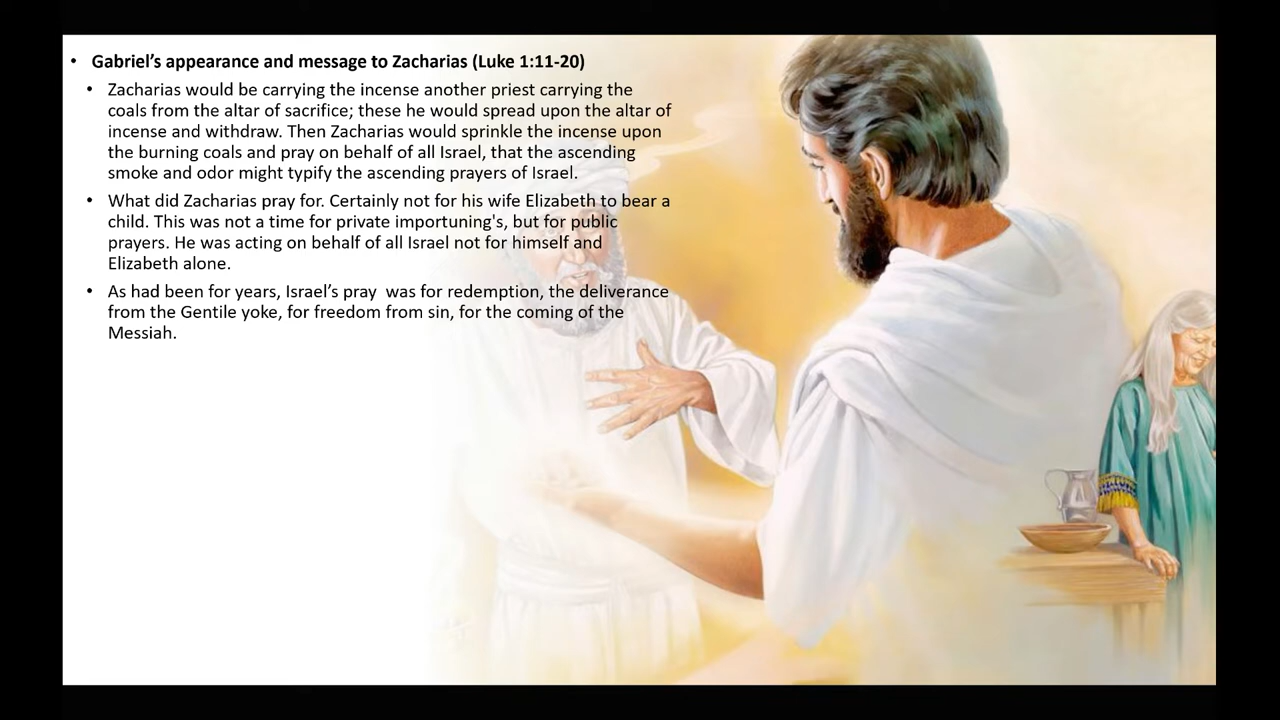 • Gabriel's appearance and message to Zacharias (Luke 1:11-20)
• Zacharias would be carrying the incense another priest carrying the
coals from the altar of sacrifice; these he would spread upon the altar of
incense and withdraw. Then Zacharias would sprinkle the incense upon
the burning coals and pray on behalf of all Israel, that the ascending
smoke and odor might typify the ascending prayers of Israel.
• What did Zacharias pray for. Certainly not for his wife Elizabeth to bear a
child. This was not a time for private importuning's, but for public
prayers. He was acting on behalf of all Israel not for himself and
Elizabeth alone.
• As had been for years, Israel's pray  was for redemption, the deliverance
from the Gentile yoke, for freedom from sin, for the coming of the
Messiah.